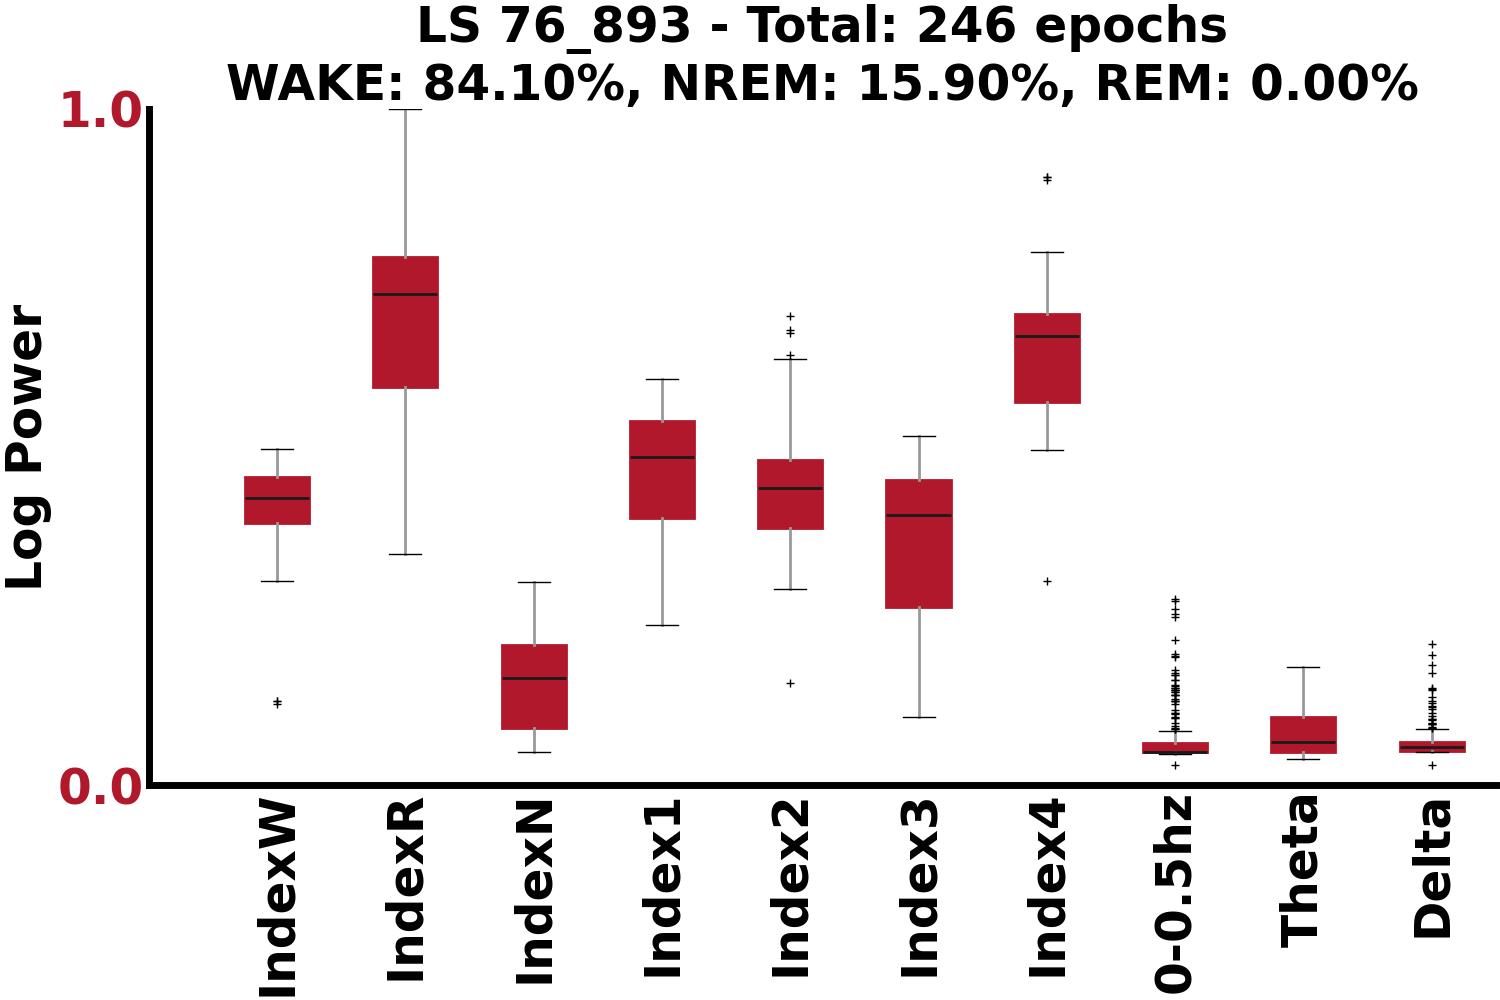 LS 76_893 - Total: 246 epochs
WAKE: 84.10%, NREM: 15.90%, REM: 0.00%
1.0
Log Power
0.0
IndexW
IndexR
IndexN
Index1
Index2
Index3
Index4
0-0.5hz
Theta
Delta